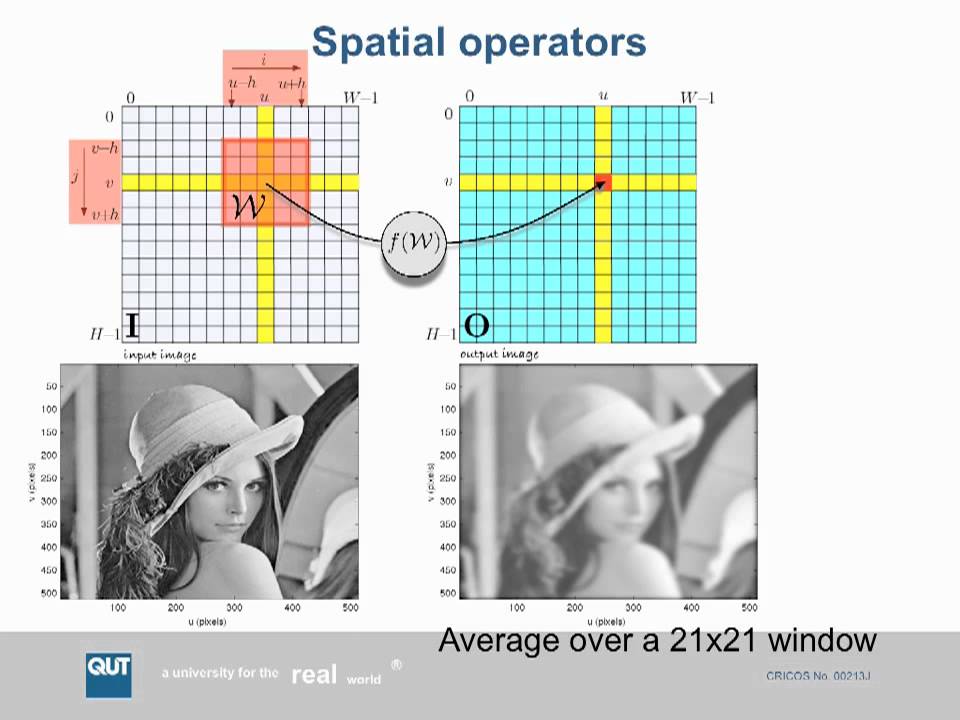 Spatial operators
i
u−h
u+h
0
u
W−1
0
u
W−1
0
0
v−h
j
v
v
v+h
W
f(W)
H−1
I
H−1
O
input image
output image
50
100
150
200
250
300
350
400
450
500
v (pixels)
100 200 300 400 500
u (pixels)
50
100
150
200
250
300
350
400
450
500
v (pixels)
100 200 300 400 500
u (pixels)
Average over a 21x21 window
QUT
a university for the real world ®
CRICOS No. 00213J